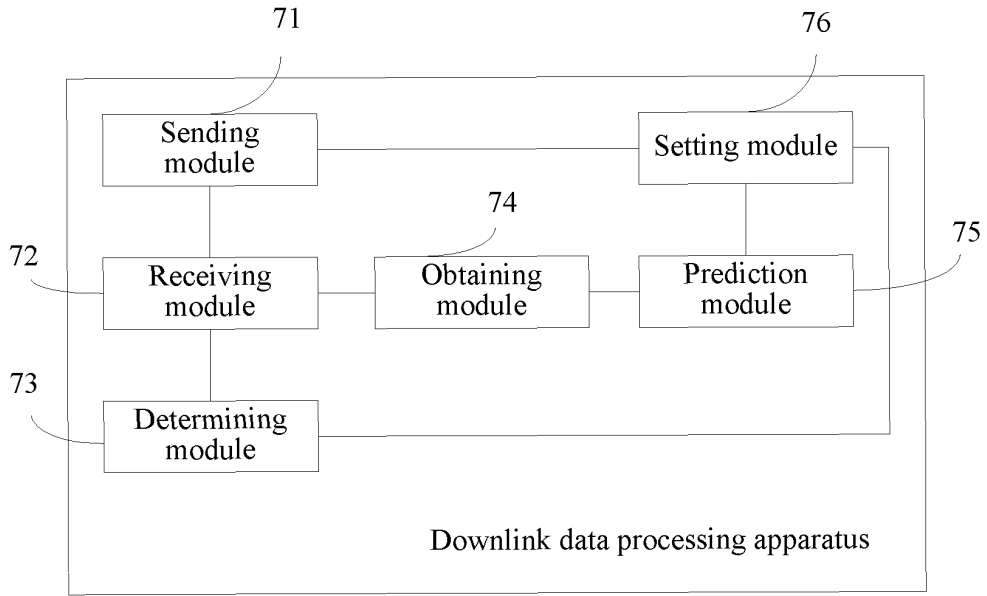 71
76
Sending
module
Setting module
74
72
75
Receiving
module
Obtaining
module
Prediction
module
73
Determining
module
Downlink data processing apparatus